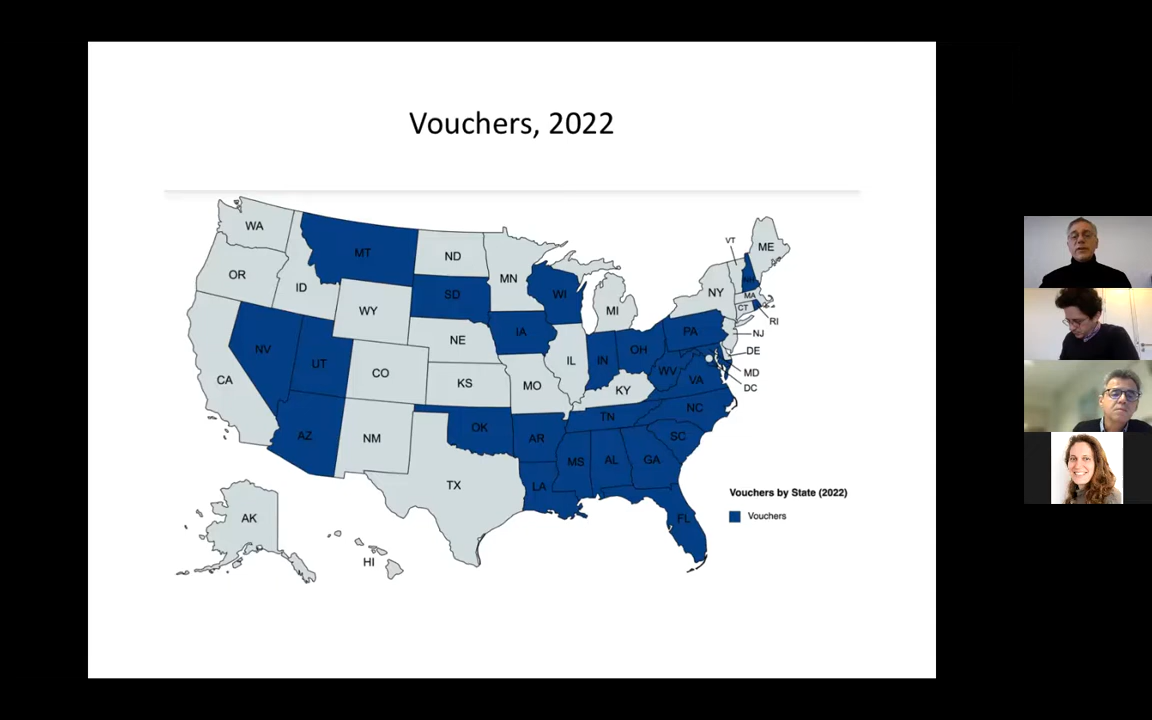 Vouchers, 2022
WA
MT
ND
MN
VT
ME
OR
ID
SD
WI
NY
MA
WY
MI
CT
RI
IA
PA
NJ
NE
NV
OH
IL
IN
DE
UT
CO
WV
MD
CA
VA
KS
MO
KY
DC
NC
TN
OK
AZ
NM
AR
SC
MS
AL
GA
TX
LA
Vouchers by State (2022)
Vouchers
AK
FL
HI